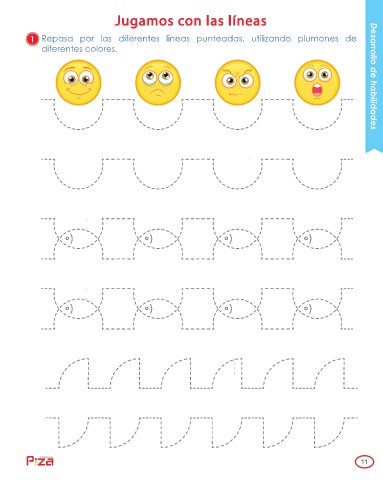 Jugamos con las líneas
1 Repasa por las diferentes líneas punteadas, utilizando plumones de
diferentes colores.
Desarrollo de habilidades
PIZA
11